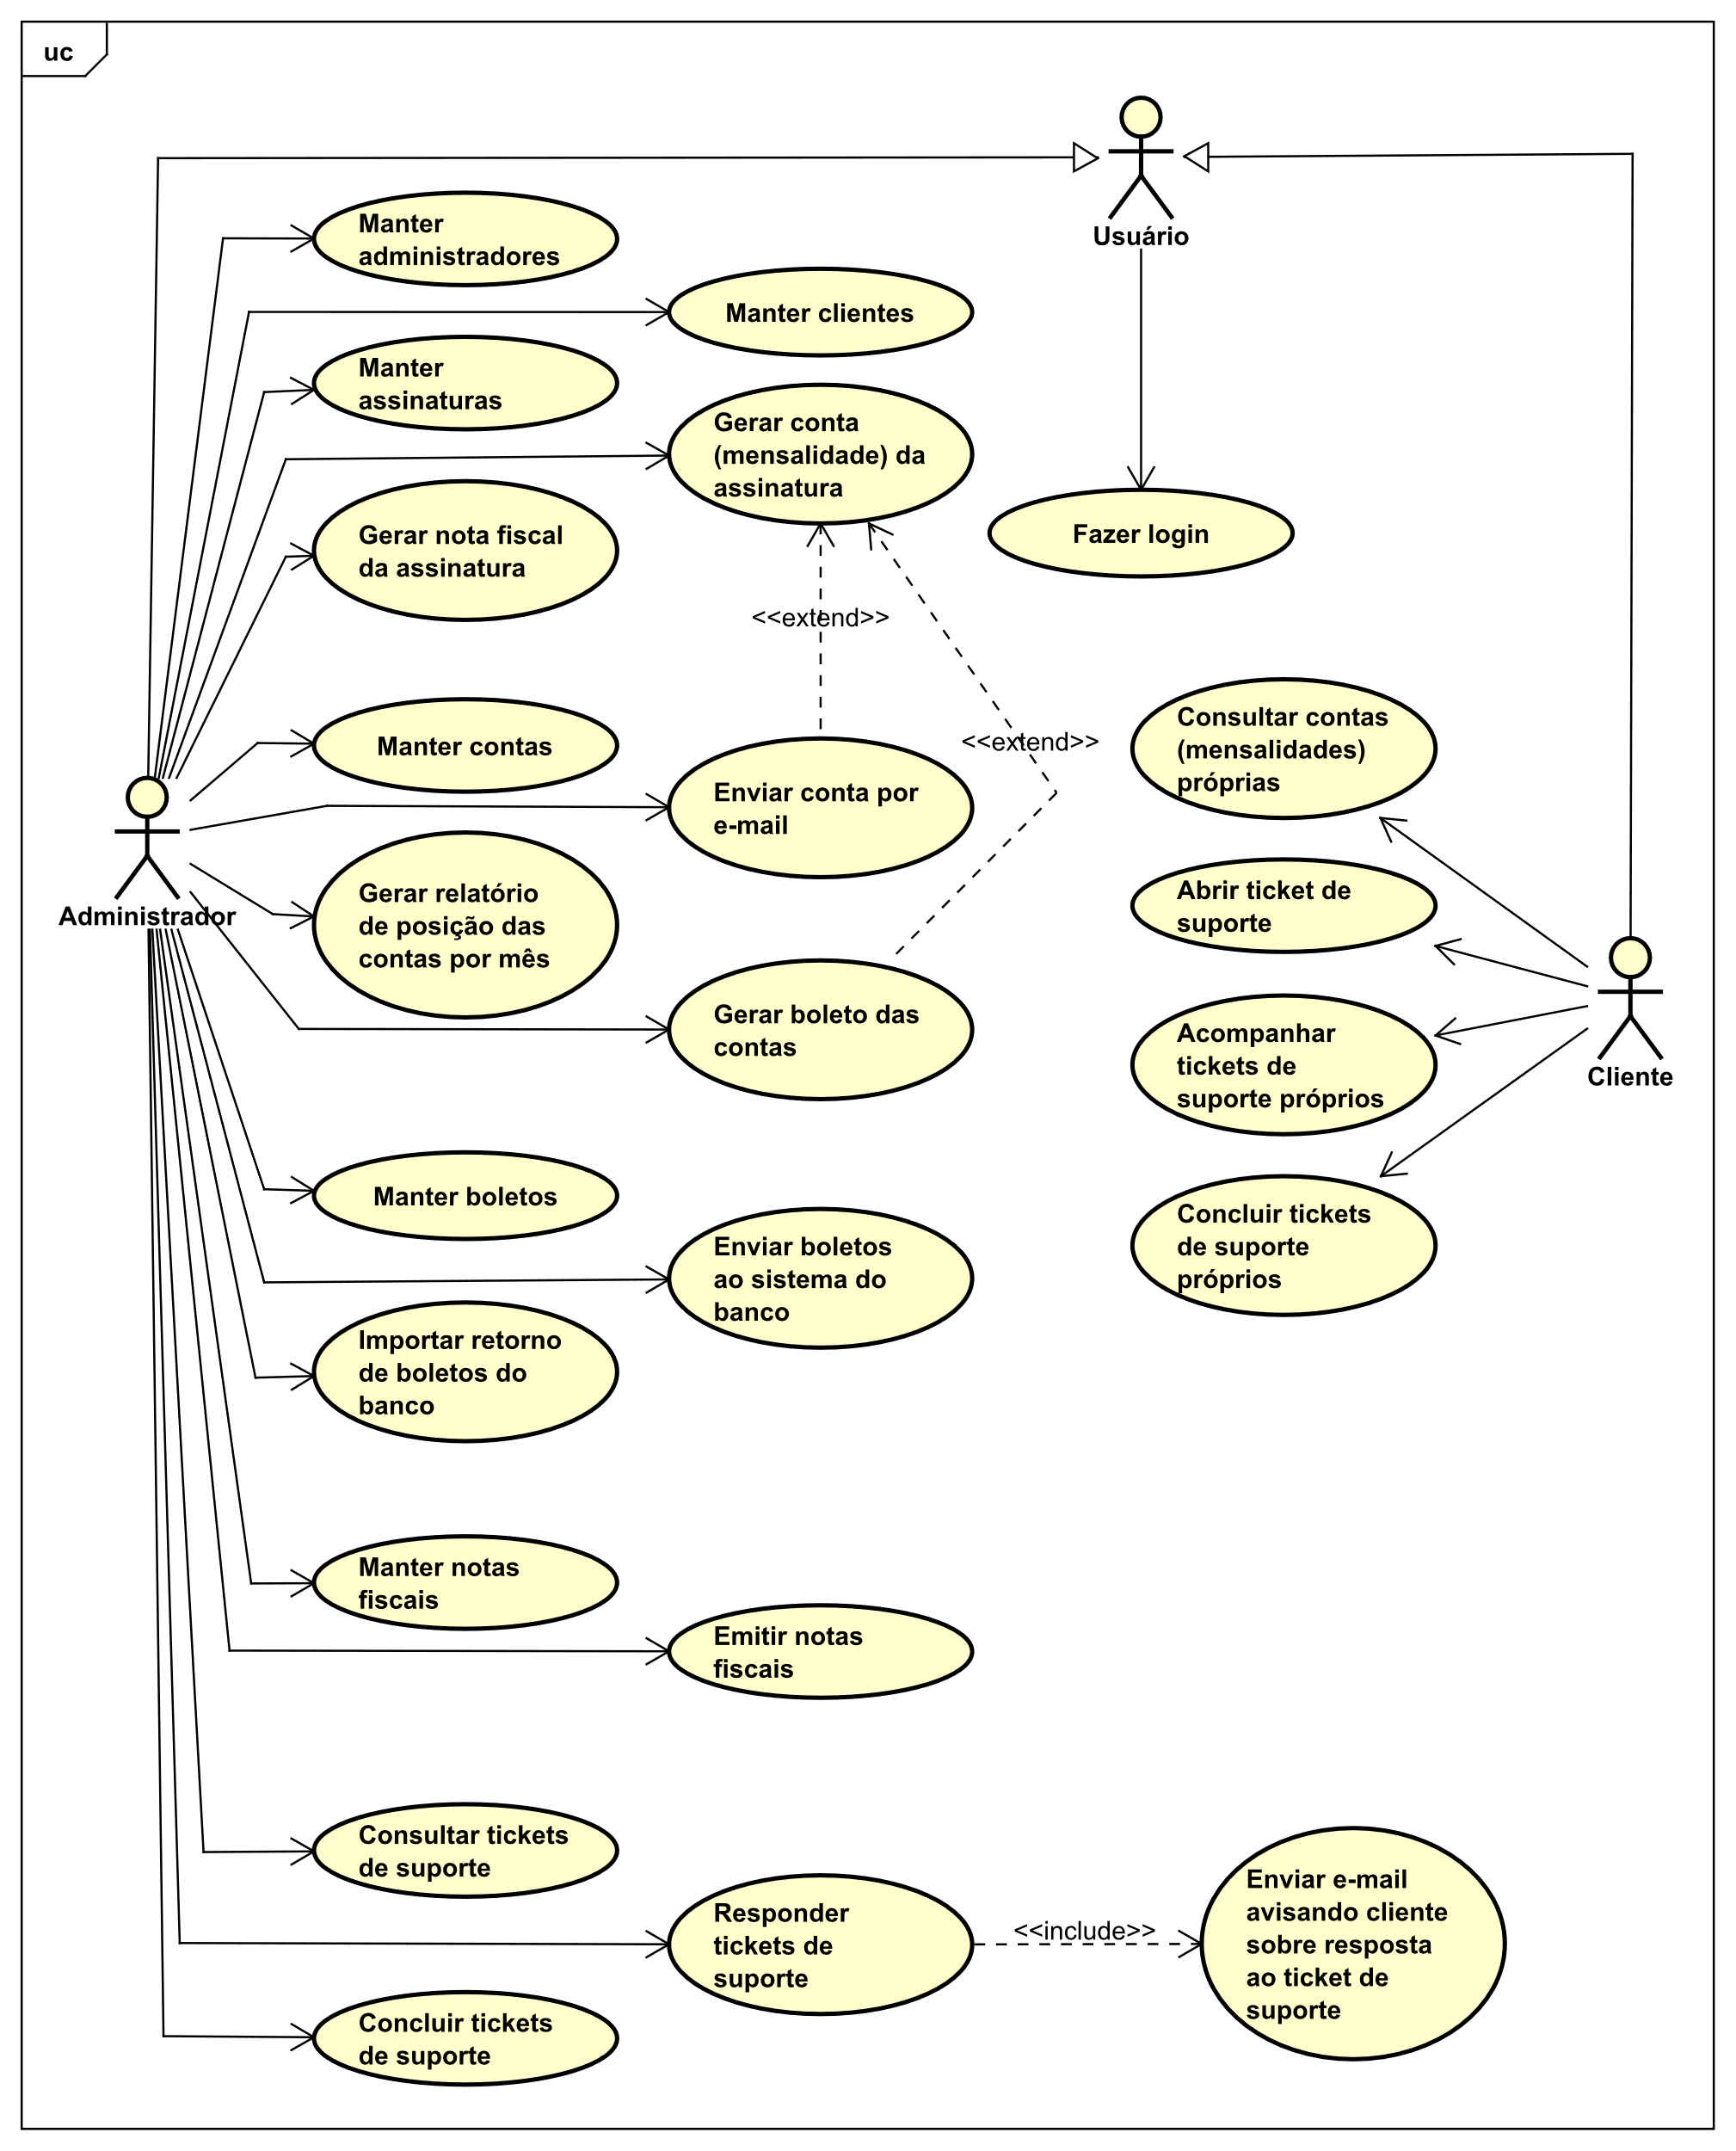 uc
Usuário
Manter
administradores
Manter clientes
Manter
assinaturas
Gerar conta
(mensalidade) da
assinatura
Gerar nota fiscal
da assinatura
Fazer login
<<extend>>
<<extend>>
Manter contas
Consultar contas
(mensalidades)
próprias
Enviar conta por
e-mail
Administrador
Gerar relatório
de posição das
contas por mês
Abrir ticket de
suporte
Gerar boleto das
contas
Acompanhar
tickets de
suporte próprios
Cliente
Manter boletos
Concluir tickets
de suporte
próprios
Enviar boletos
ao sistema do
banco
Importar retorno
de boletos do
banco
Manter notas
fiscais
Emitir notas
fiscais
Consultar tickets
de suporte
Responder
tickets de
suporte
<<include>>
Enviar e-mail
avisando cliente
sobre resposta
ao ticket de
suporte
Concluir tickets
de suporte